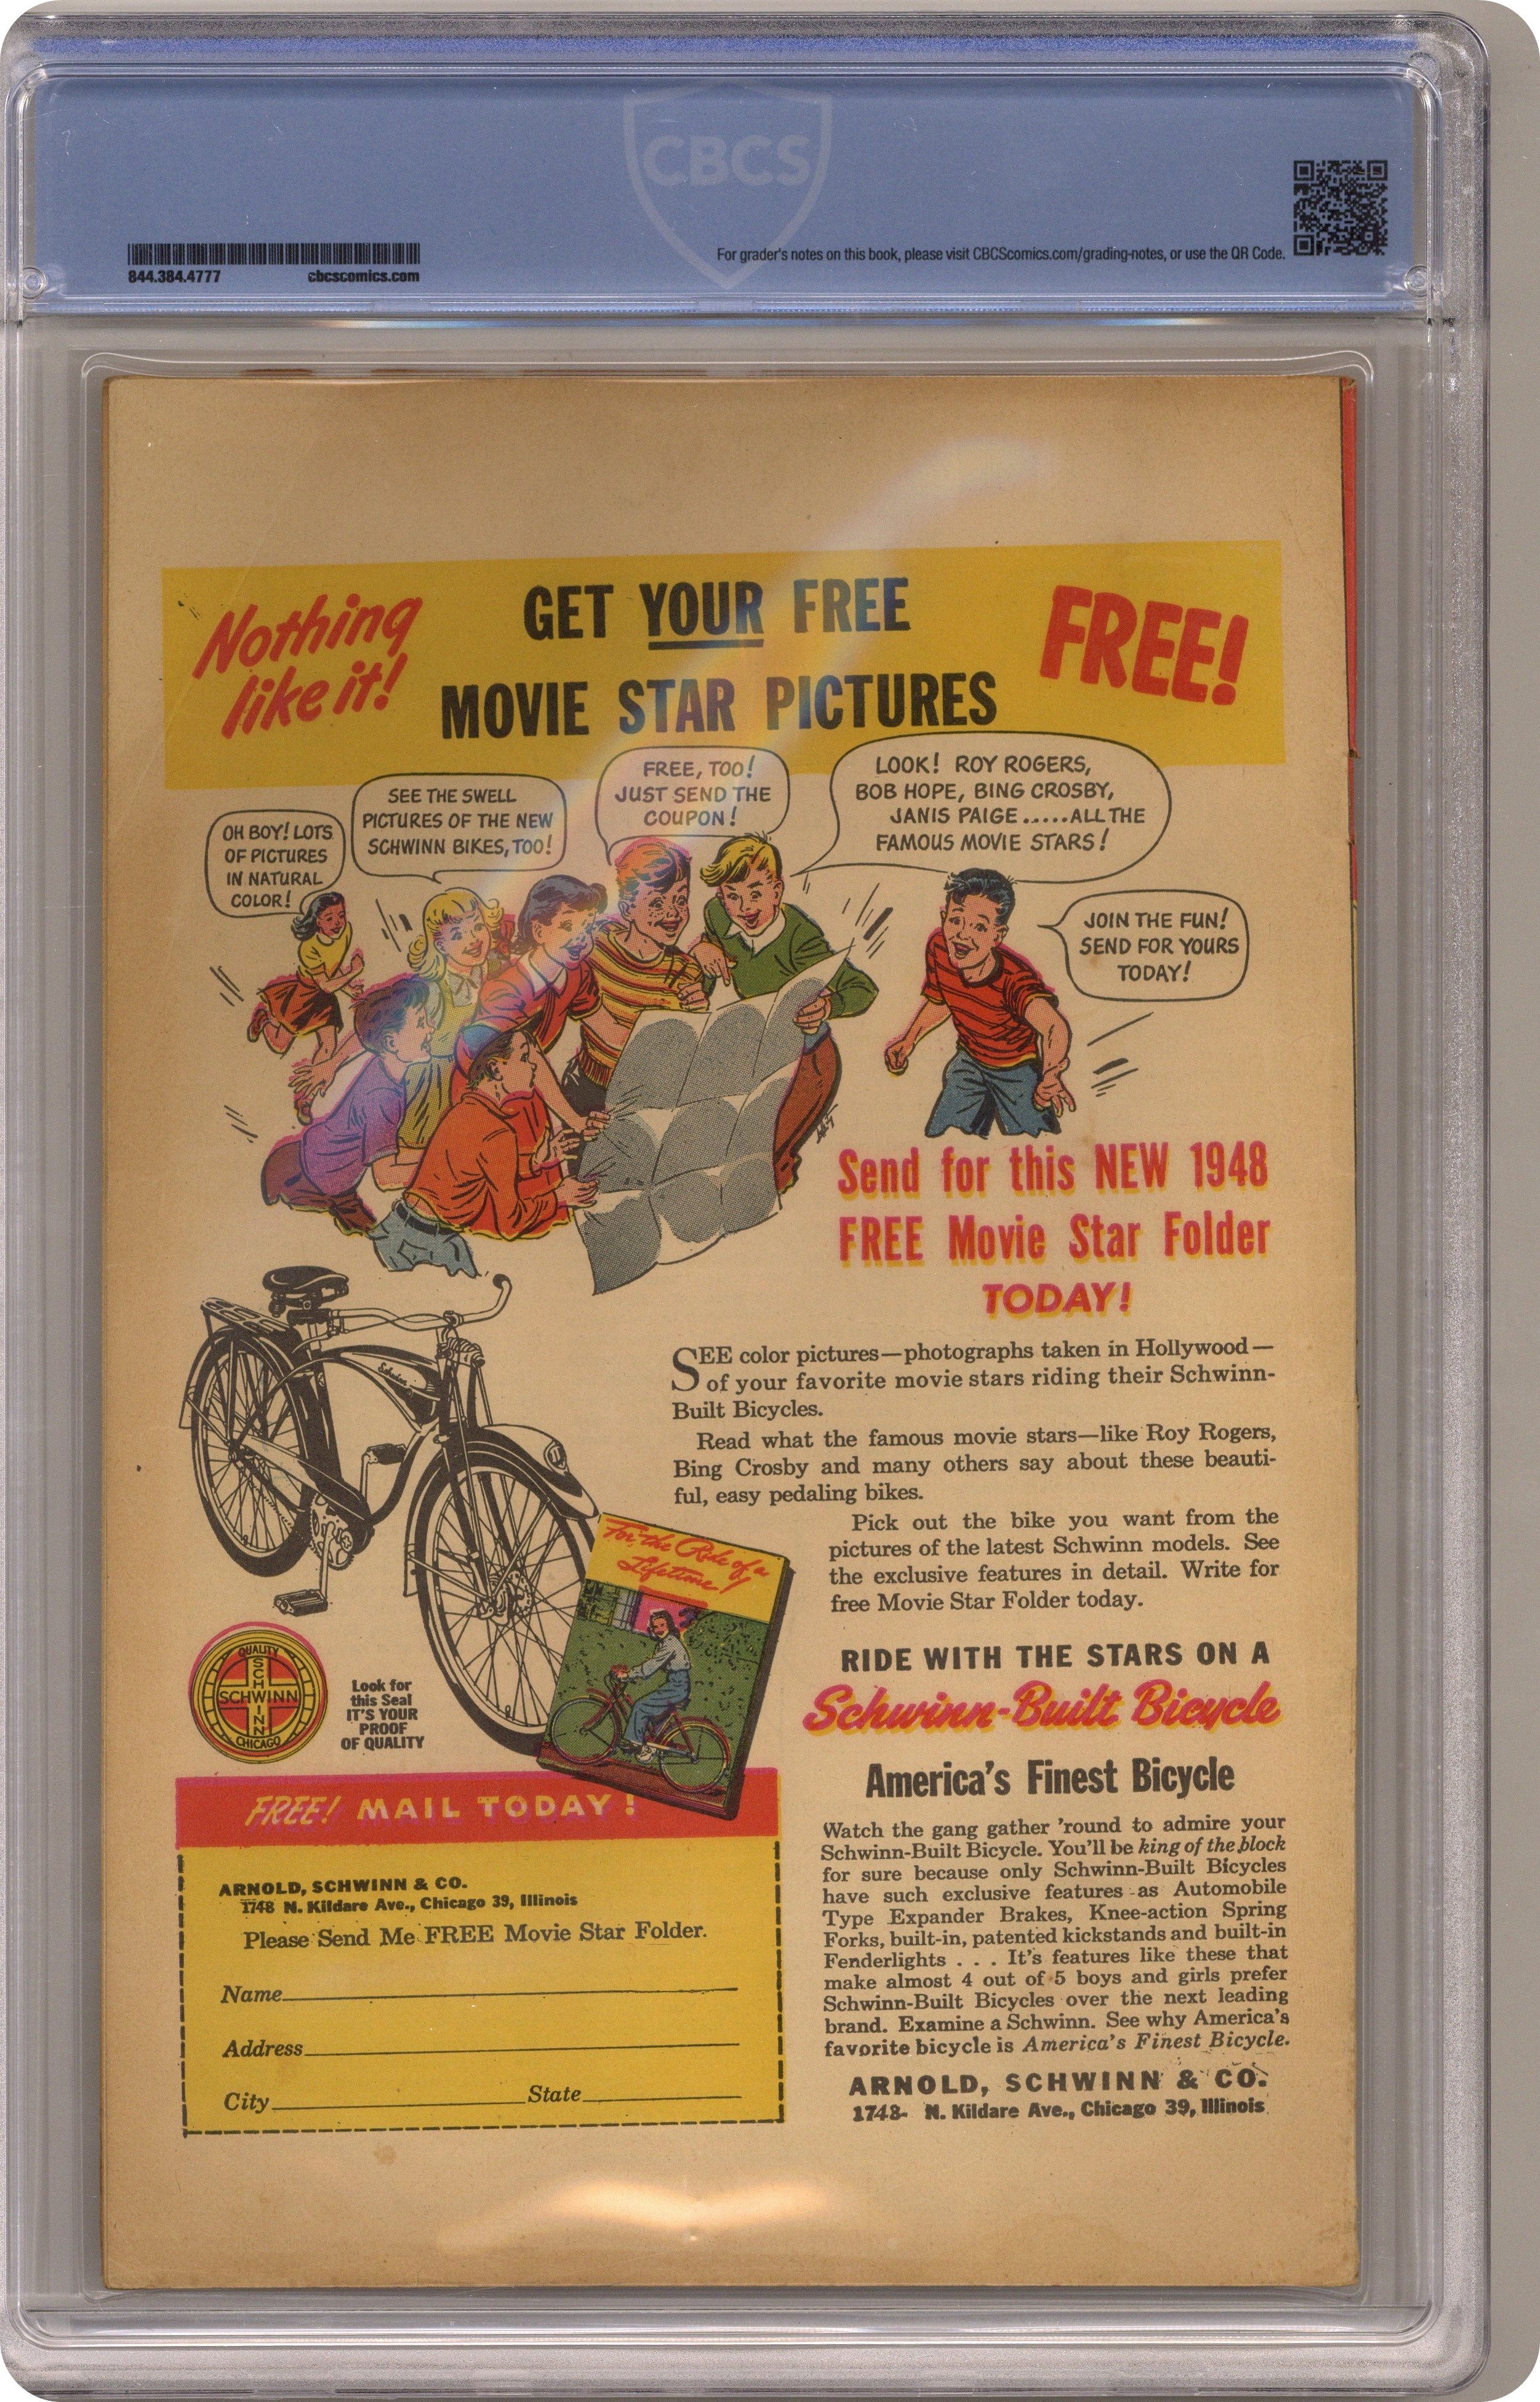 CBCS
844.384.4777 cbcscomics.com
For grader's notes on this book, please visit CBCScomics.com/grading-notes, or use the QR Code.
Nothing
like it!
GET YOUR FREE
MOVIE STAR PICTURES
FREE!
OH BOY! LOTS
OF PICTURES
IN NATURAL
COLOR!
SEE THE SWELL
PICTURES OF THE NEW
SCHWINN BIKES, TOO!
FREE, TOO!
JUST SEND THE
COUPON!
LOOK! ROY ROGERS,
BOB HOPE, BING CROSBY,
JANIS PAIGE.....ALL THE
FAMOUS MOVIE STARS!
JOIN THE FUN!
SEND FOR YOURS
TODAY!
Send for this NEW 1948
FREE Movie Star Folder
TODAY!
SEE color pictures—photographs taken in Hollywood—
of your favorite movie stars riding their Schwinn-
Built Bicycles.
Read what the famous movie stars—like Roy Rogers,
Bing Crosby and many others say about these beauti-
ful, easy pedaling bikes.
Pick out the bike you want from the
pictures of the latest Schwinn models. See
the exclusive features in detail. Write for
free Movie Star Folder today.
Schwinn
For the Ride of a
Lifetime!
QUALITY
SCHWINN
SCHWINN
CHICAGO
Look for
this Seal
IT'S YOUR
PROOF
OF QUALITY
RIDE WITH THE STARS ON A
Schwinn-Built Bicycle
America's Finest Bicycle
Watch the gang gather 'round to admire your
Schwinn-Built Bicycle. You'll be king of the block
for sure because only Schwinn-Built Bicycles
have such exclusive features as Automobile
Type Expander Brakes, Knee-action Spring
Forks, built-in, patented kickstands and built-in
Fenderlights . . . It's features like these that
make almost 4 out of 5 boys and girls prefer
Schwinn-Built Bicycles over the next leading
brand. Examine a Schwinn. See why America's
favorite bicycle is America's Finest Bicycle.
ARNOLD, SCHWINN & CO.
1748- N. Kildare Ave., Chicago 39, Illinois
FREE! MAIL TODAY!
ARNOLD, SCHWINN & CO.
1748 N. Kildare Ave., Chicago 39, Illinois
Please Send Me FREE Movie Star Folder.
Name
Address
City State